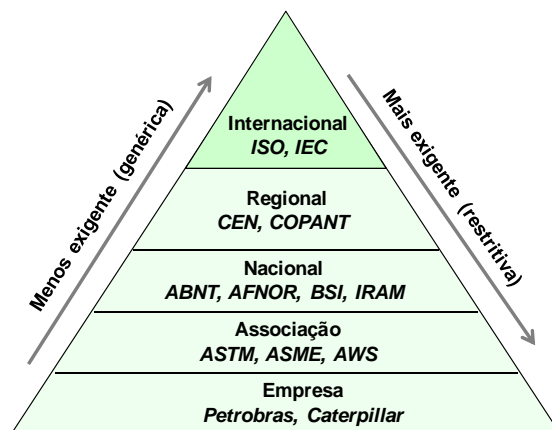 Menos exigente (genérica)
Mais exigente (restritiva)
Internacional
ISO, IEC
Regional
CEN, COPANT
Nacional
ABNT, AFNOR, BSI, IRAM
Associação
ASTM, ASME, AWS
Empresa
Petrobras, Caterpillar